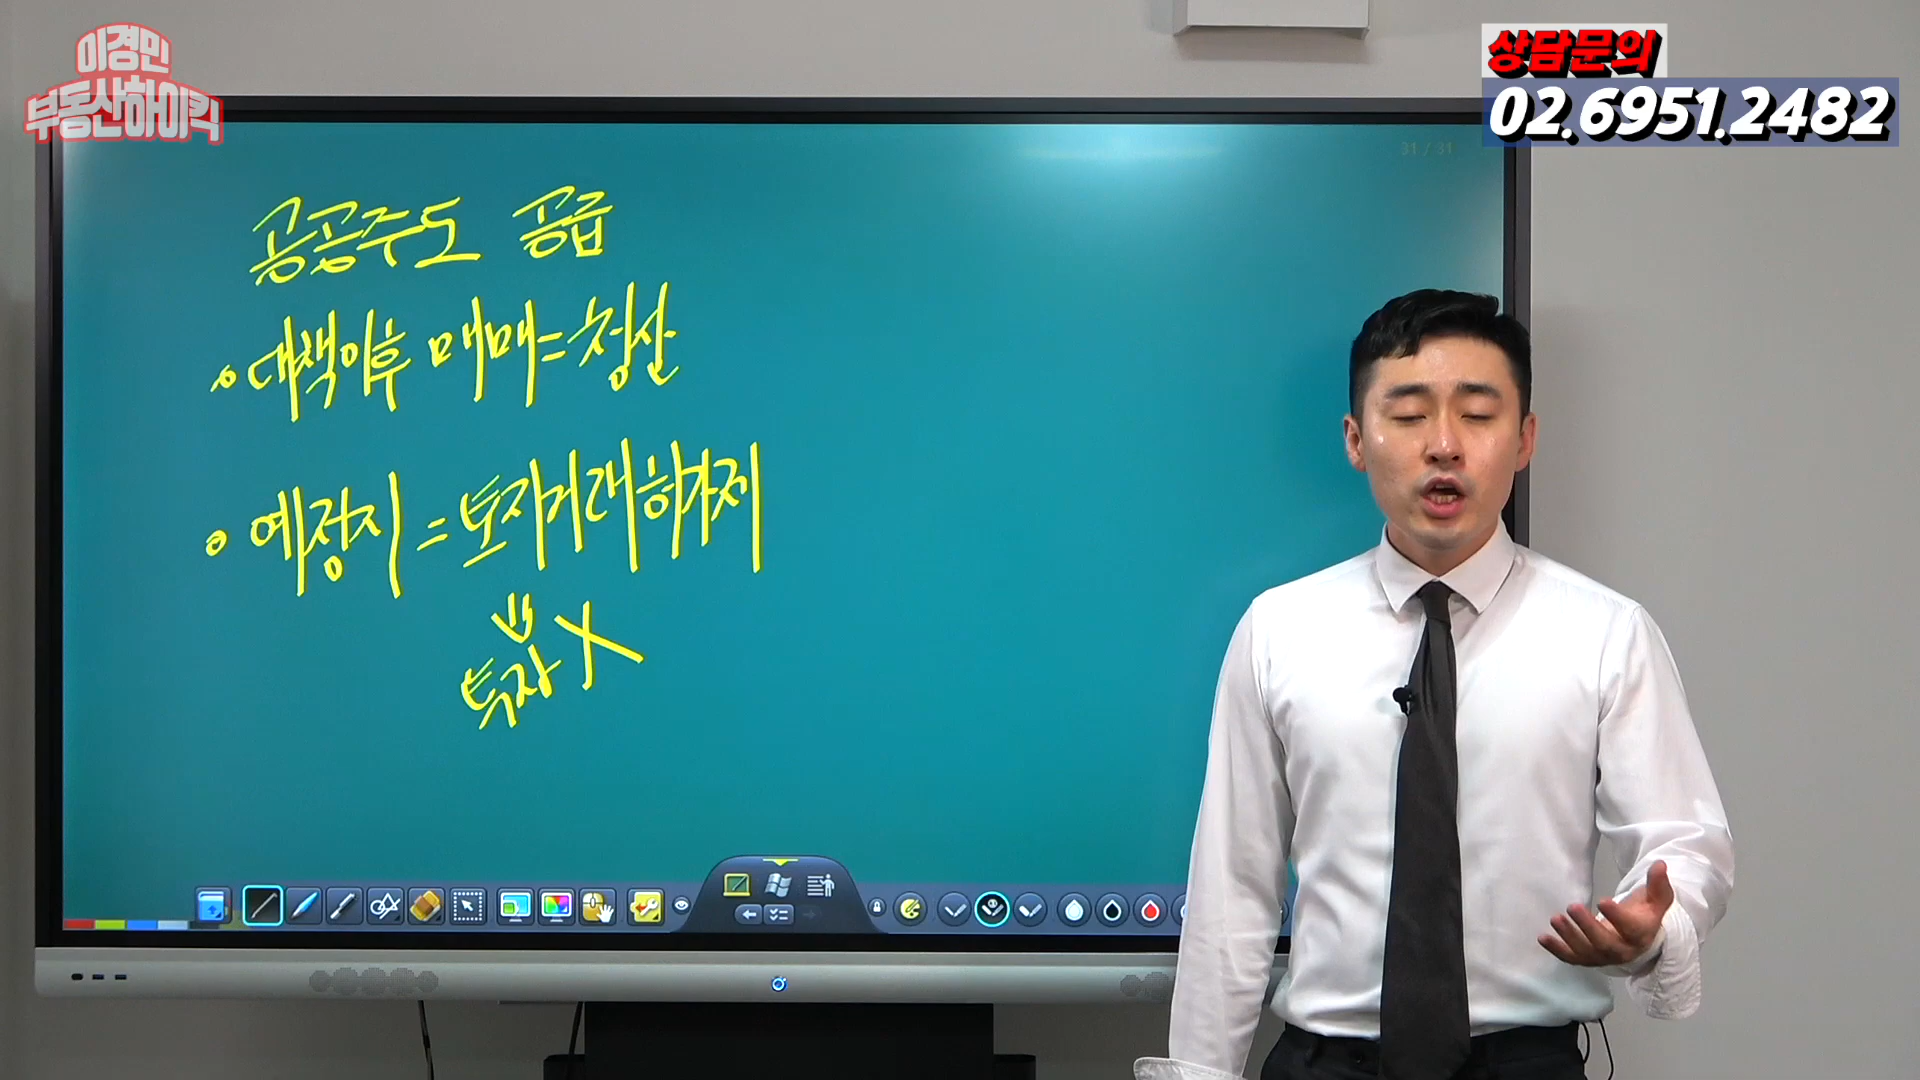 이경민
부동산하이킥
상담문의
02.6951.2482
31 / 31
공공주도 공급
대책이후 매매=청산
예정지 = 토지거래허가제
투자 X